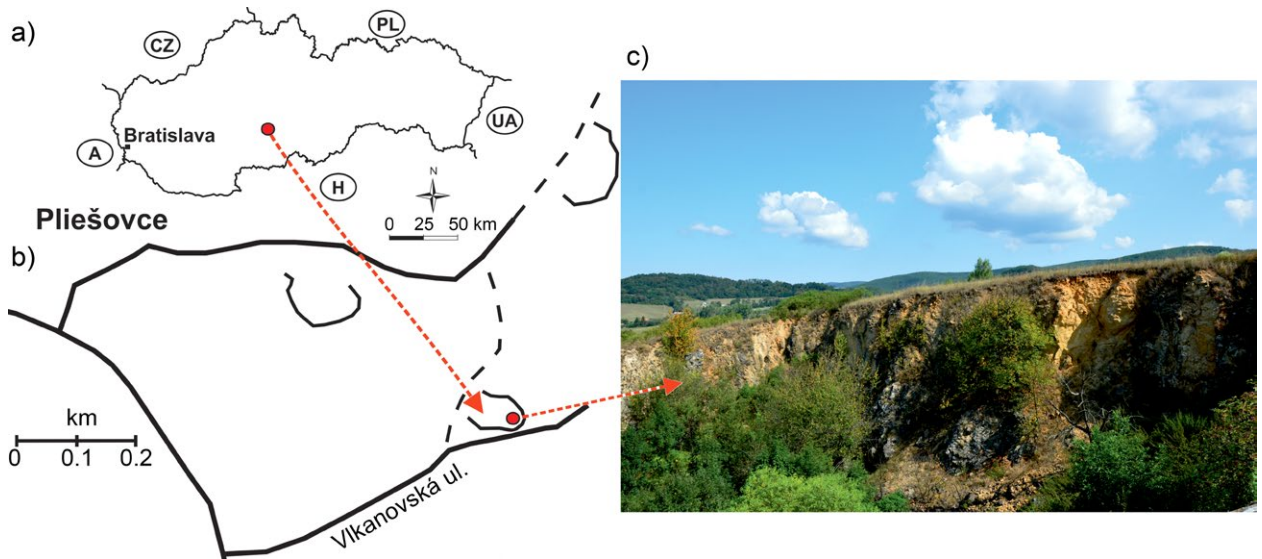 a)
CZ
PL
Bratislava
UA
A
H
N
0 25 50 km
Pliešovce
b)
km
0 0.1 0.2
Vlkanovská ul.
c)